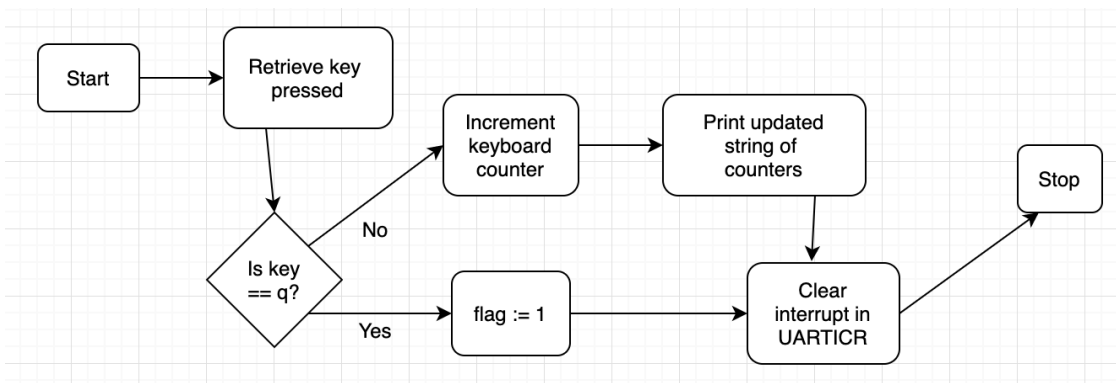 Start
Retrieve key
pressed
Increment
keyboard
counter
Print updated
string of
counters
Stop
No
Is key
== q?
Yes
flag := 1
Clear
interrupt in
UARTICR